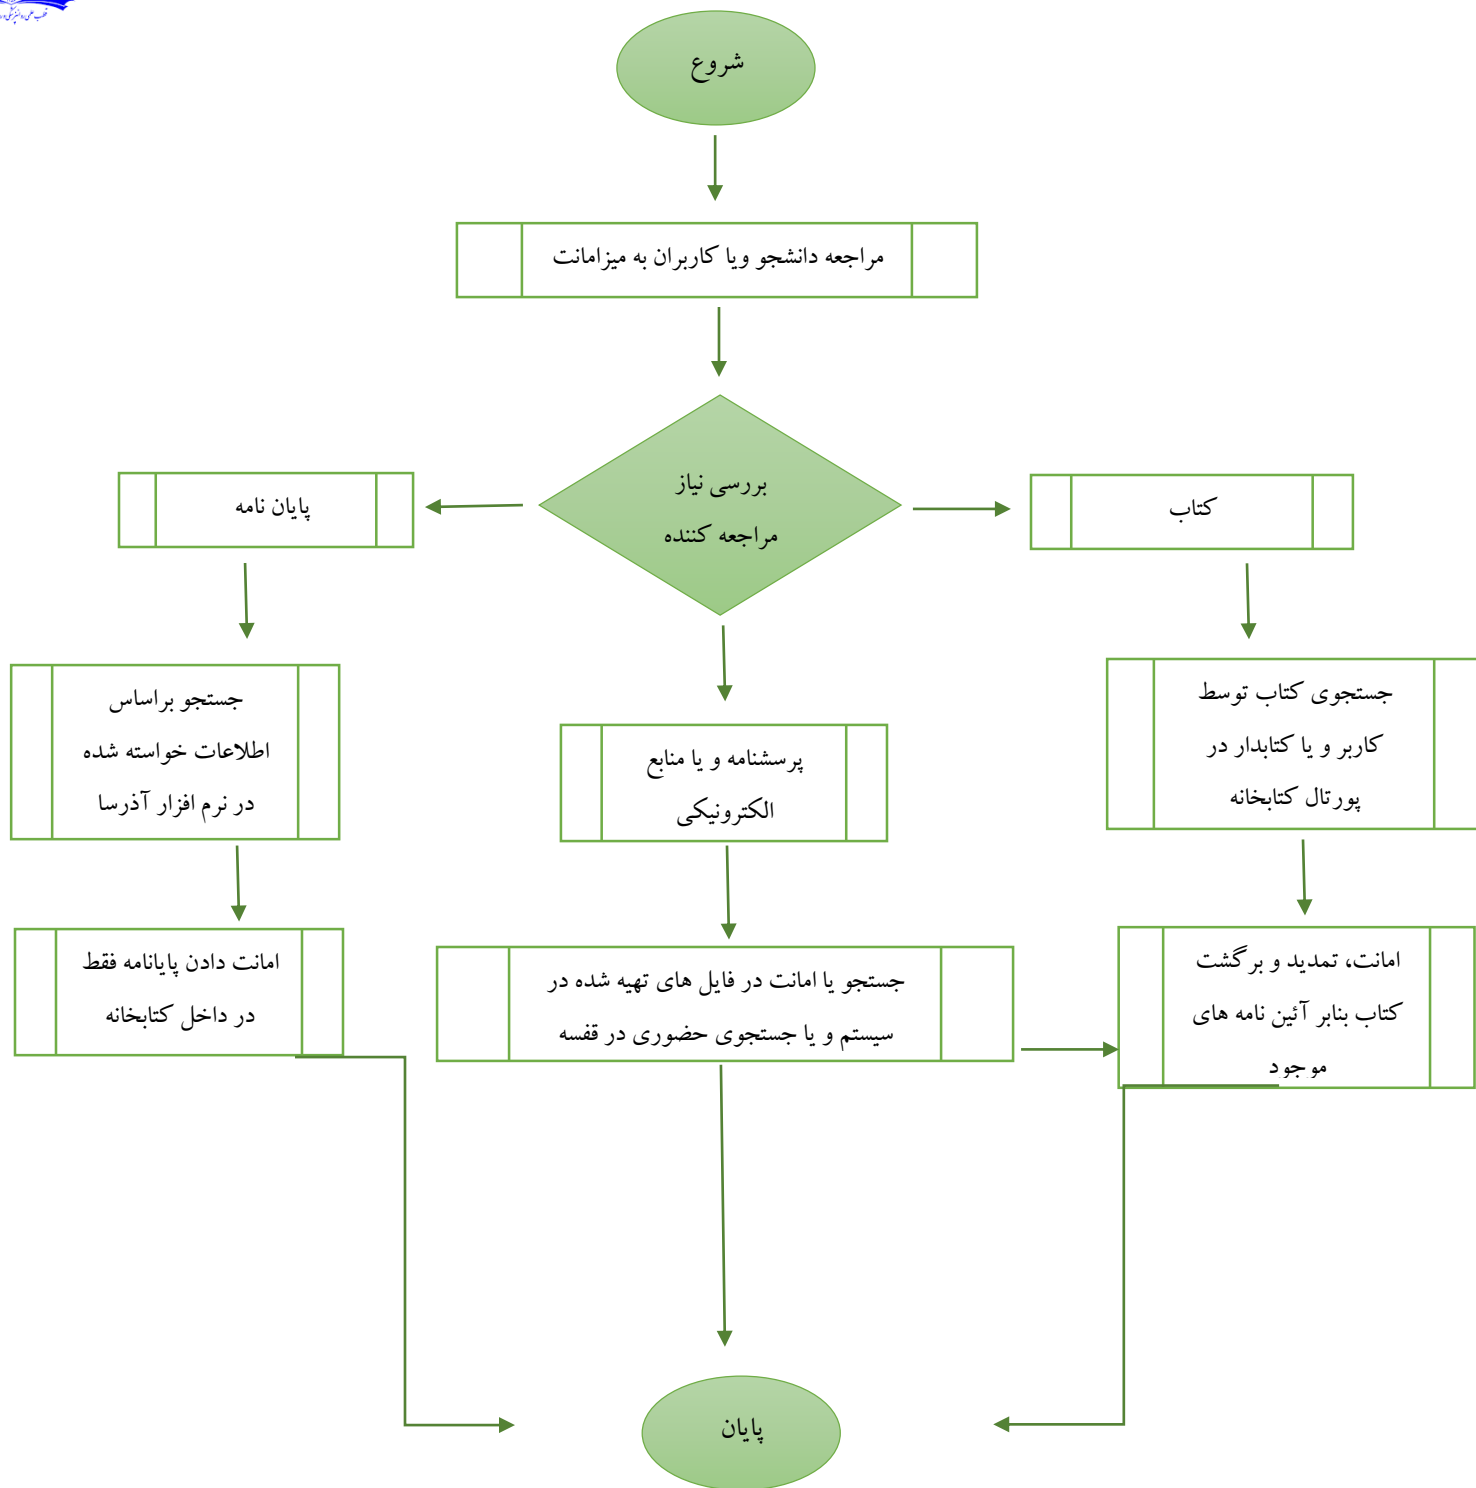 شروع
مراجعه دانشجو ویا کاربران به میزامانت
بررسی نیاز
مراجعه کننده
کتاب
پایان نامه
جستجوی کتاب توسط
کاربر و یا کتابدار در
پورتال کتابخانه
پرسشنامه و یا منابع
الکترونیکی
جستجو براساس
اطلاعات خواسته شده
در نرم افزار آذرسا
امانت، تمدید و برگشت
کتاب بنابر آئین نامه های
موجود
جستجو یا امانت در فایل های تهیه شده در
سیستم و یا جستجوی حضوری در قفسه
امانت دادن پایانامه فقط
در داخل کتابخانه
پایان